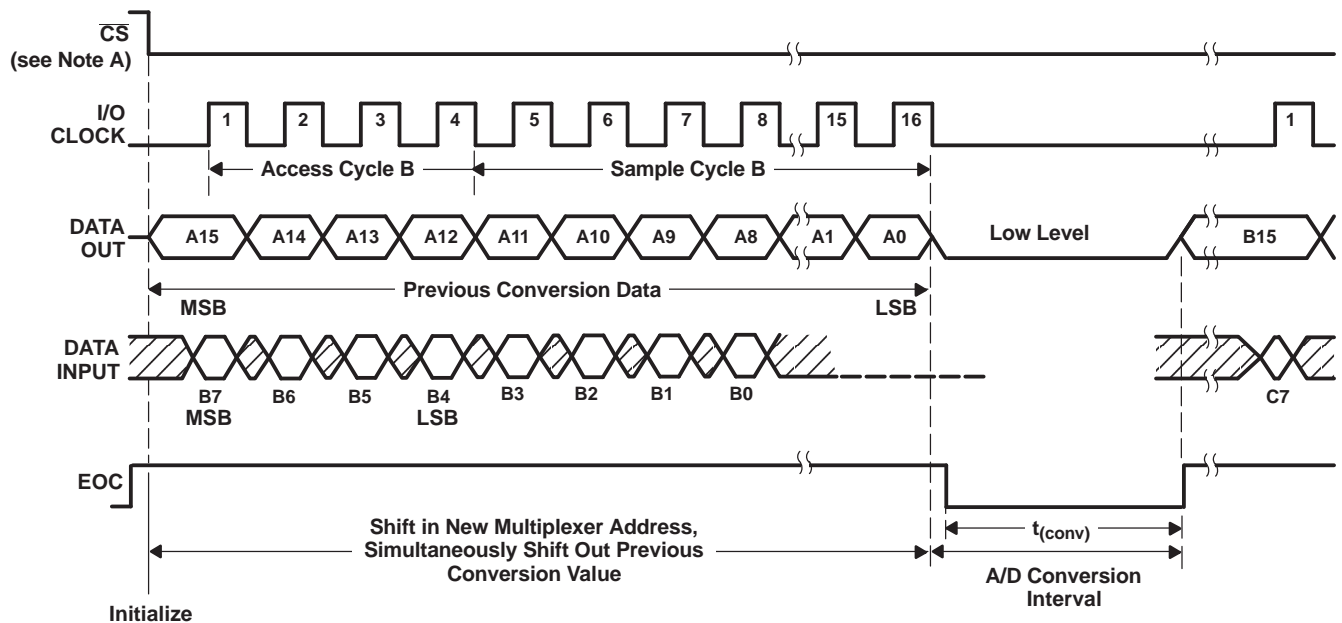 CS
(see Note A)
I/O
CLOCK
1 2 3 4 5 6 7 8 15 16 1
Access Cycle B Sample Cycle B
DATA
OUT
A15 A14 A13 A12 A11 A10 A9 A8 A1 A0 Low Level B15
Previous Conversion Data
MSB LSB
DATA
INPUT
B7 B6 B5 B4 B3 B2 B1 B0 C7
MSB LSB
EOC
Shift in New Multiplexer Address,
Simultaneously Shift Out Previous
Conversion Value
t(conv)
A/D Conversion
Interval
Initialize